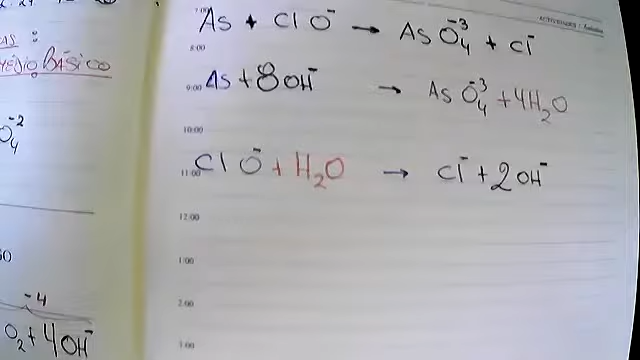 As + ClO⁻ → AsO₄⁻³ + Cl⁻
8:00
As + 8OH⁻ → AsO₄⁻³ + 4H₂O
9:00
10:00
ClO⁻ + H₂O → Cl⁻ + 2OH⁻
11:00
12:00
1:00
2:00
3:00
BÁSICO
O₄⁻²
-4
O₂ + 4OH⁻